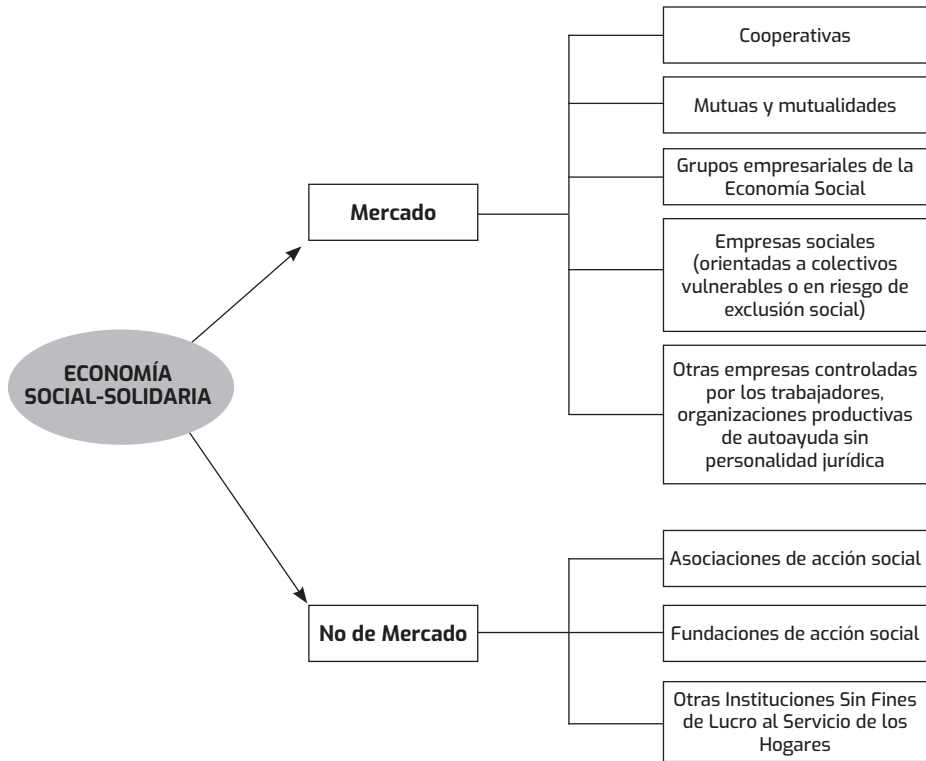 ECONOMÍA
SOCIAL-SOLIDARIA
Mercado
Cooperativas
Mutuas y mutualidades
Grupos empresariales de la
Economía Social
Empresas sociales
(orientadas a colectivos
vulnerables o en riesgo de
exclusión social)
Otras empresas controladas
por los trabajadores,
organizaciones productivas
de autoayuda sin
personalidad jurídica
No de Mercado
Asociaciones de acción social
Fundaciones de acción social
Otras Instituciones Sin Fines
de Lucro al Servicio de los
Hogares